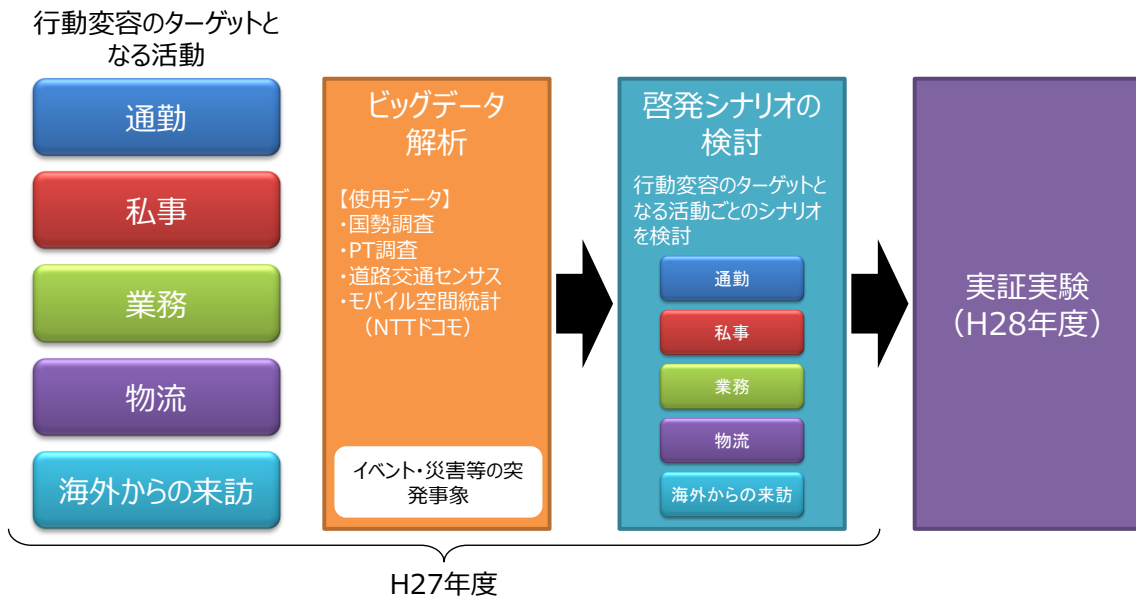 行動変容のターゲットと
なる活動
通勤
私事
業務
物流
海外からの来訪
ビッグデータ
解析
【使用データ】
・国勢調査
・PT調査
・道路交通センサス
・モバイル空間統計
（NTTドコモ）
イベント・災害等の突
発事象
啓発シナリオの
検討
行動変容のターゲットと
なる活動ごとのシナリオ
を検討
通勤
私事
業務
物流
海外からの来訪
実証実験
（H28年度）
H27年度